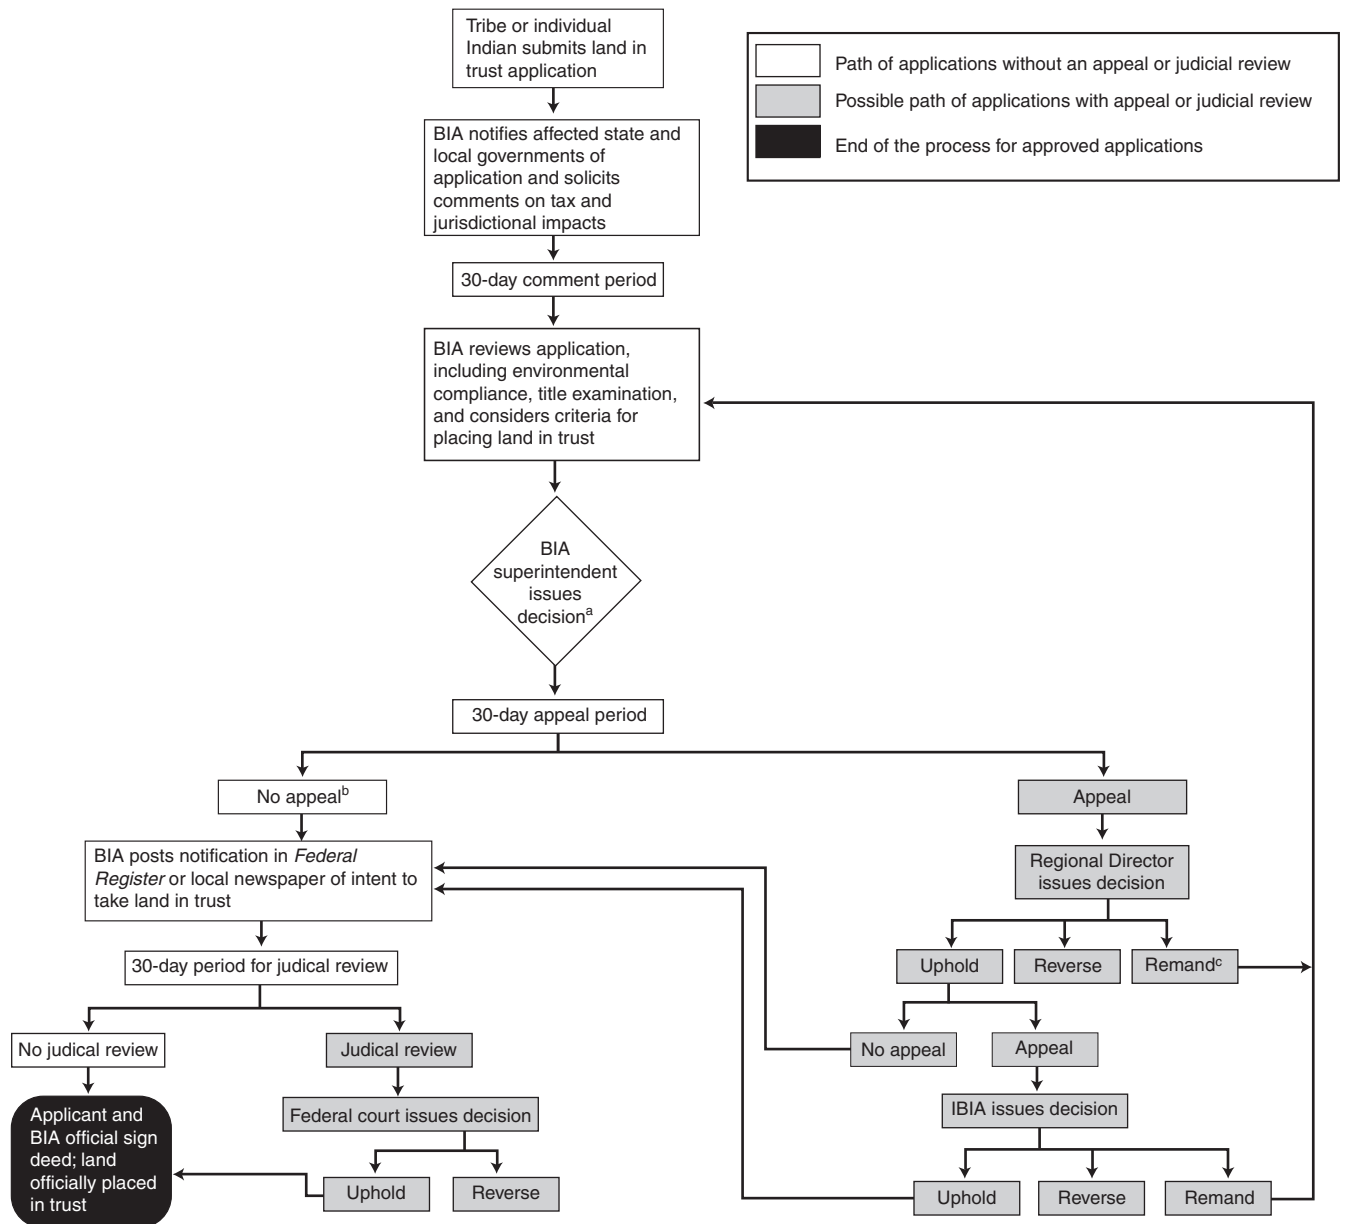 Tribe or individual
Indian submits land in
trust application
Path of applications without an appeal or judicial review
Possible path of applications with appeal or judicial review
End of the process for approved applications
BIA notifies affected state and
local governments of
application and solicits
comments on tax and
jurisdictional impacts
30-day comment period
BIA reviews application,
including environmental
compliance, title examination,
and considers criteria for
placing land in trust
BIA
superintendent
issues
decisionᵃ
30-day appeal period
No appealᵇ
Appeal
BIA posts notification in Federal
Register or local newspaper of intent to
take land in trust
Regional Director
issues decision
30-day period for judical review
Uphold
Reverse
Remandᶜ
No judical review
Judical review
No appeal
Appeal
Applicant and
BIA official sign
deed; land
officially placed
in trust
Federal court issues decision
IBIA issues decision
Uphold
Reverse
Uphold
Reverse
Remand